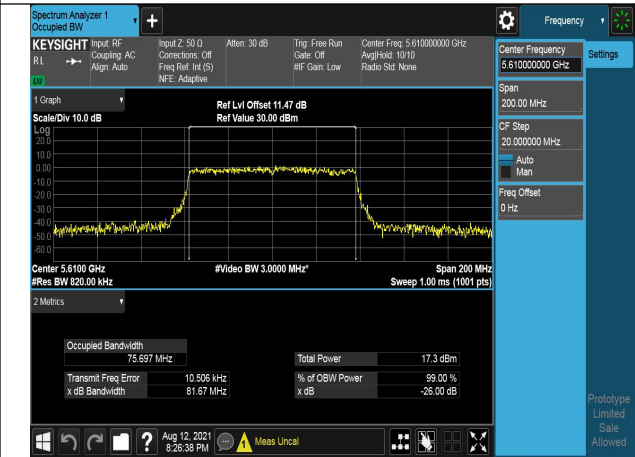 Spectrum Analyzer 1
Occupied BW
+
Frequency
KEYSIGHT
Input: RF
Input Z: 50 Ω
Atten: 30 dB
Trig: Free Run
Center Freq: 5.610000000 GHz
RL
Coupling: AC
Corrections: Off
Gate: Off
Avg|Hold: 10/10
Align: Auto
Freq Ref: Int (S)
#IF Gain: Low
Radio Std: None
NFE: Adaptive
LXI
Center Frequency
5.610000000 GHz
Settings
Span
200.00 MHz
CF Step
20.000000 MHz
Auto
Man
Freq Offset
0 Hz
1 Graph
Ref Lvl Offset 11.47 dB
Scale/Div 10.0 dB
Ref Value 30.00 dBm
Log
20.0
10.0
0.00
-10.0
-20.0
-30.0
-40.0
-50.0
-60.0
Center 5.6100 GHz
#Video BW 3.0000 MHz*
Span 200 MHz
#Res BW 820.00 kHz
Sweep 1.00 ms (1001 pts)
2 Metrics
Occupied Bandwidth
75.697 MHz
Total Power
17.3 dBm
Transmit Freq Error
10.506 kHz
% of OBW Power
99.00 %
x dB Bandwidth
81.67 MHz
x dB
-26.00 dB
Prototype
Limited
Sale
Allowed
?
Aug 12, 2021
8:26:38 PM
Meas Uncal